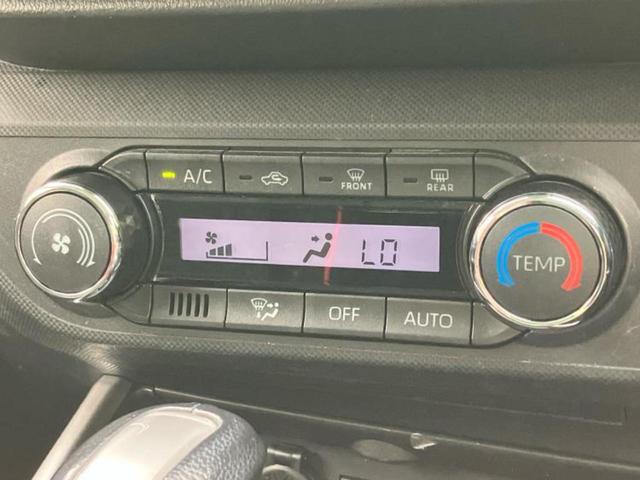 A/C
FRONT
REAR
LO
TEMP
OFF
AUTO